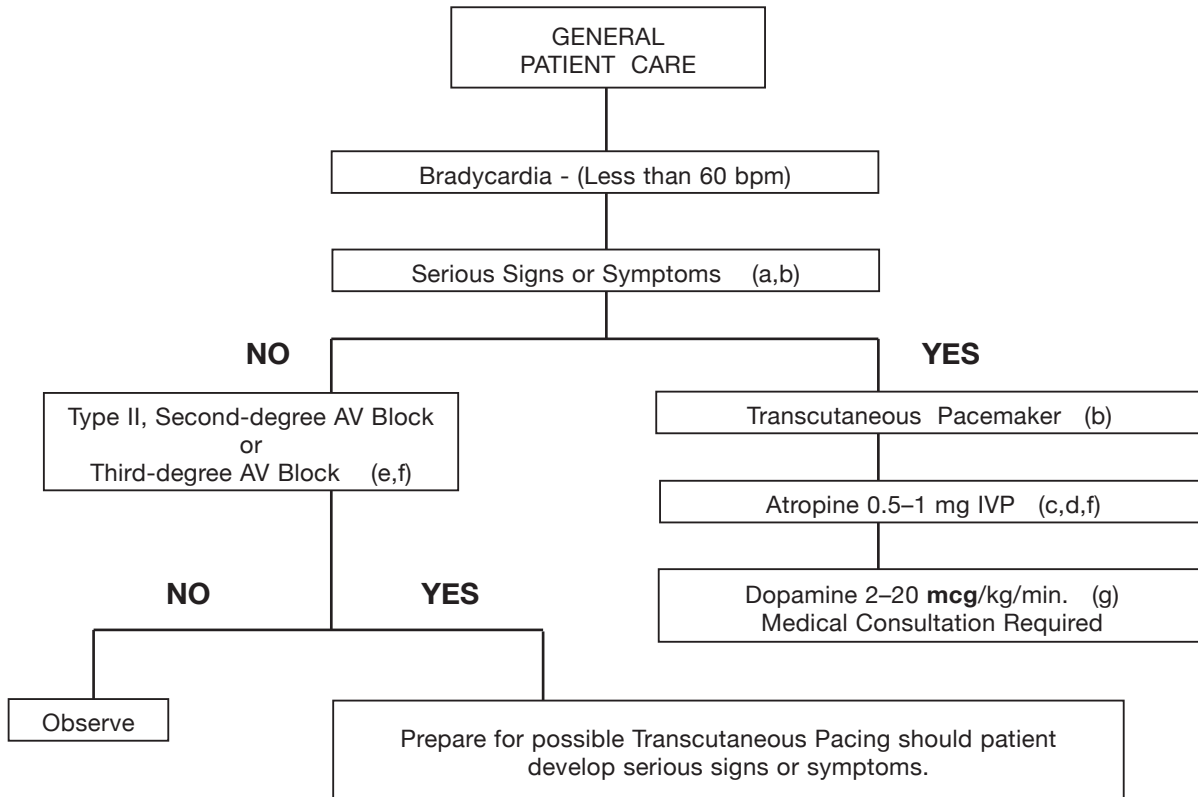 GENERAL
PATIENT CARE
Bradycardia - (Less than 60 bpm)
Serious Signs or Symptoms (a,b)
NO
YES
Type II, Second-degree AV Block
or
Third-degree AV Block (e,f)
Transcutaneous Pacemaker (b)
Atropine 0.5–1 mg IVP (c,d,f)
Dopamine 2–20 mcg/kg/min. (g)
Medical Consultation Required
NO
YES
Observe
Prepare for possible Transcutaneous Pacing should patient
develop serious signs or symptoms.